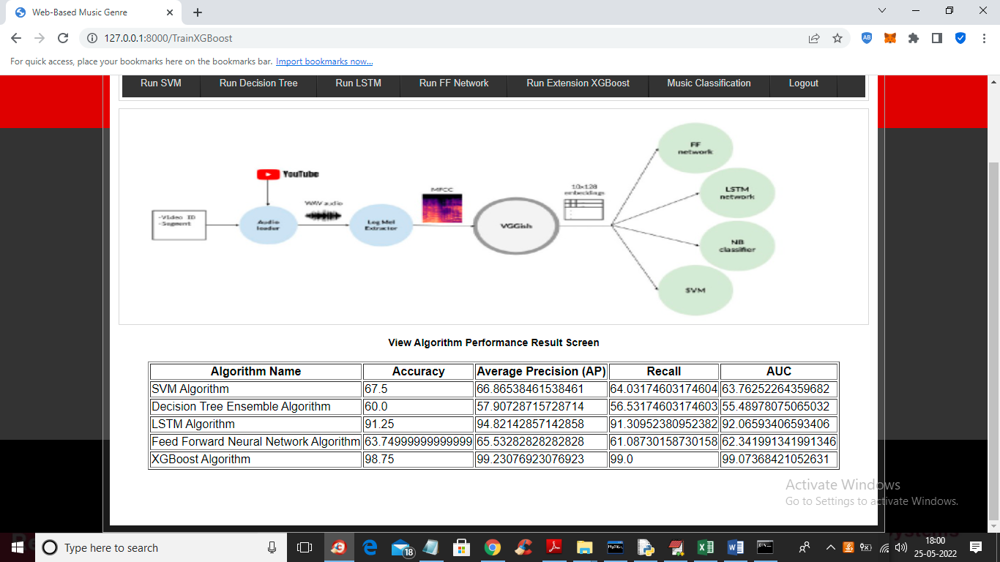 Web-Based Music Genre
127.0.0.1:8000/TrainXGBoost
For quick access, place your bookmarks here on the bookmarks bar. Import bookmarks now...
Run SVM Run Decision Tree Run LSTM Run FF Network Run Extension XGBoost Music Classification Logout
FF
network
YouTube
LSTM
network
10x128
embeddings
MFCC
WAV audio
-Video ID
-Segment
Audio
loader
Log Mel
Extractor
VGGish
NB
classifier
SVM
View Algorithm Performance Result Screen
Algorithm Name Accuracy Average Precision (AP) Recall AUC
SVM Algorithm 67.5 66.86538461538461 64.03174603174604 63.76252264359682
Decision Tree Ensemble Algorithm 60.0 57.90728715728714 56.53174603174603 55.48978075065032
LSTM Algorithm 91.25 94.82142857142858 91.30952380952382 92.06593406593406
Feed Forward Neural Network Algorithm 63.74999999999999 65.53282828282828 61.08730158730158 62.341991341991346
XGBoost Algorithm 98.75 99.23076923076923 99.0 99.07368421052631
Activate Windows
Go to Settings to activate Windows.
Type here to search
18
18:00
25-05-2022